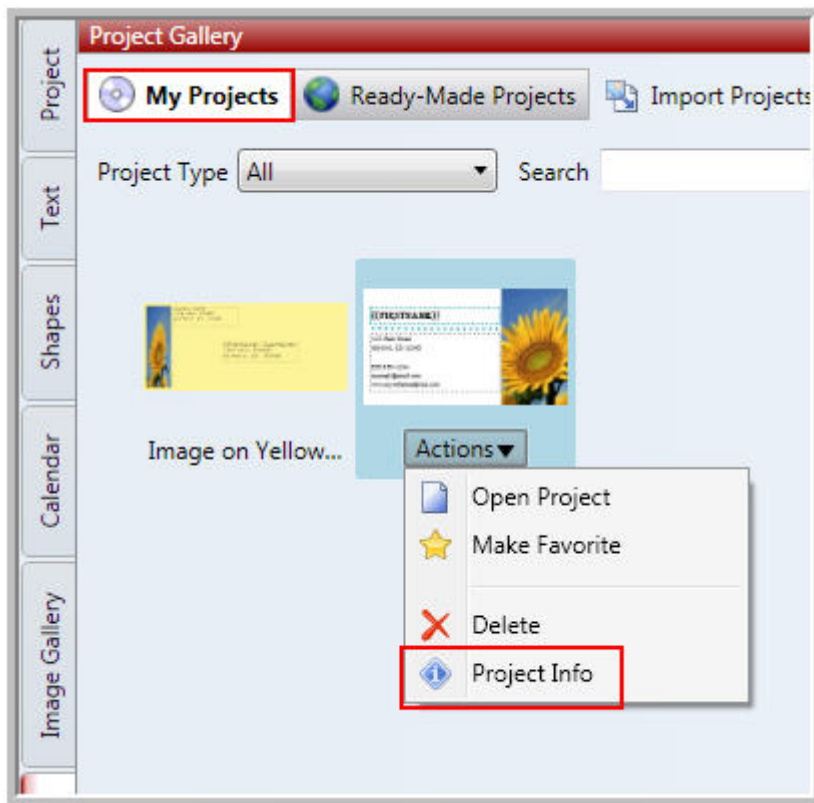 Project Gallery
My Projects
Ready-Made Projects
Import Projects
Project Type
All
Search
Project
Text
Shapes
Calendar
Image Gallery
{{FIRSTNAME}}
Image on Yellow...
Actions
Open Project
Make Favorite
Delete
Project Info